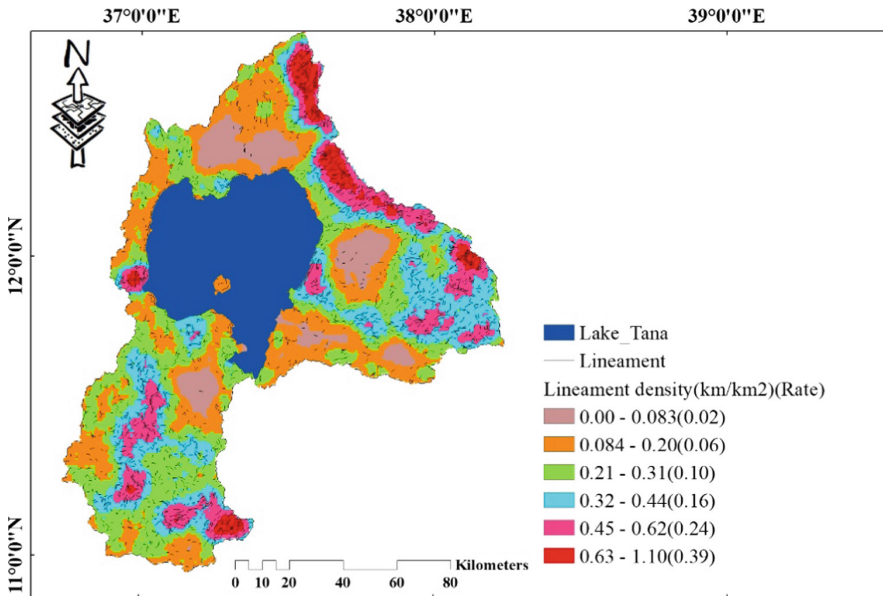 37°0'0"E 38°0'0"E 39°0'0"E
N
12°0'0"N
11°0'0"N
Lake_Tana
Lineament
Lineament density(km/km2)(Rate)
0.00 - 0.083(0.02)
0.084 - 0.20(0.06)
0.21 - 0.31(0.10)
0.32 - 0.44(0.16)
0.45 - 0.62(0.24)
0.63 - 1.10(0.39)
Kilometers
0 10 20 40 60 80